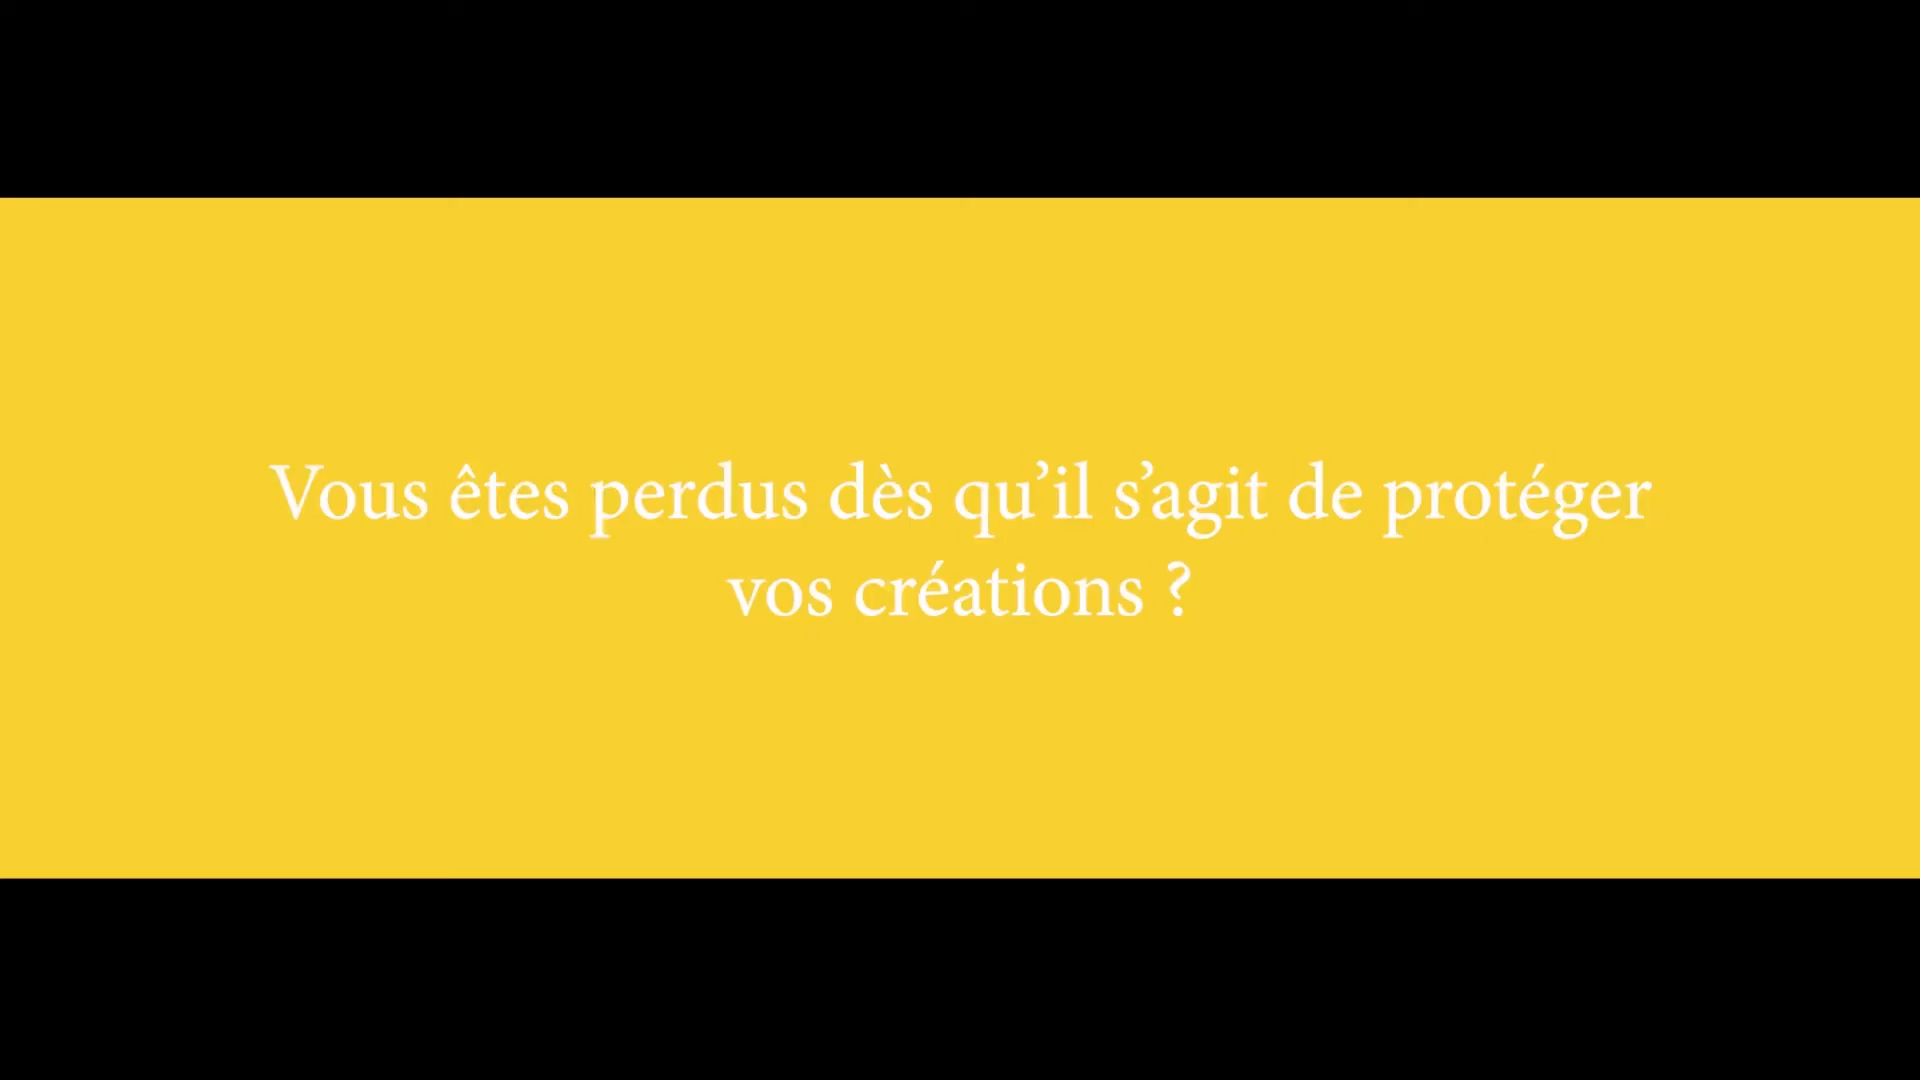 Vous êtes perdus dès qu’il s’agit de protéger
vos créations ?